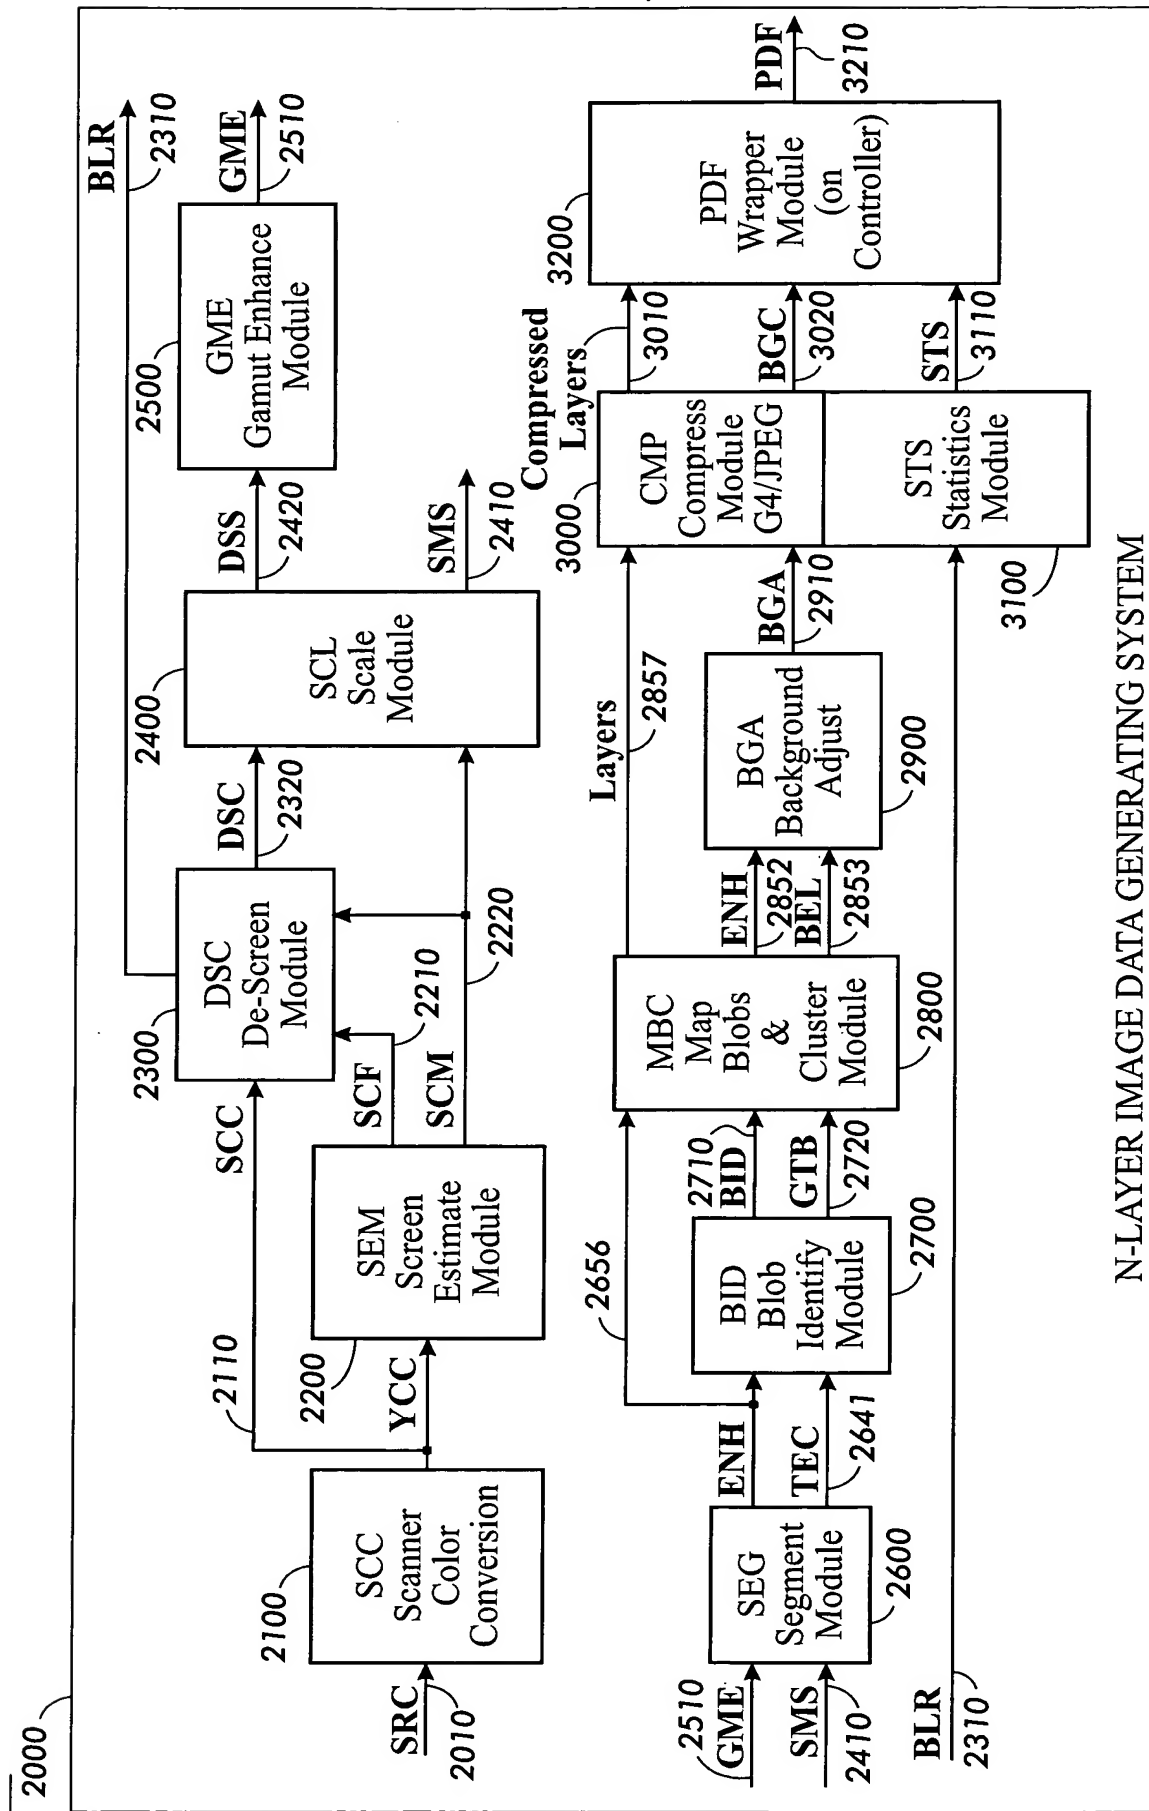 2000
SRC
2010
2100
SCC
Scanner
Color
Conversion
2110
YCC
2200
SEM
Screen
Estimate
Module
SCC
SCF
2210
SCM
2220
2300
DSC
De-Screen
Module
DSC
2320
BLR
2310
2400
SCL
Scale
Module
DSS
2420
SMS
2410
2500
GME
Gamut Enhance
Module
GME
2510
2510
GME
SMS
2410
BLR
2310
SEG
Segment
Module
2600
ENH
TEC
2641
2656
BID
Blob
Identify
Module
2700
2710
BID
GTB
2720
MBC
Map
Blobs
&
Cluster
Module
2800
Layers
2857
ENH
2852
BEL
2853
BGA
Background
Adjust
2900
BGA
2910
3000
CMP
Compress
Module
G4/JPEG
STS
Statistics
Module
3100
Compressed
Layers
3010
BGC
3020
STS
3110
3200
PDF
Wrapper
Module
(on
Controller)
PDF
3210
N-LAYER IMAGE DATA GENERATING SYSTEM